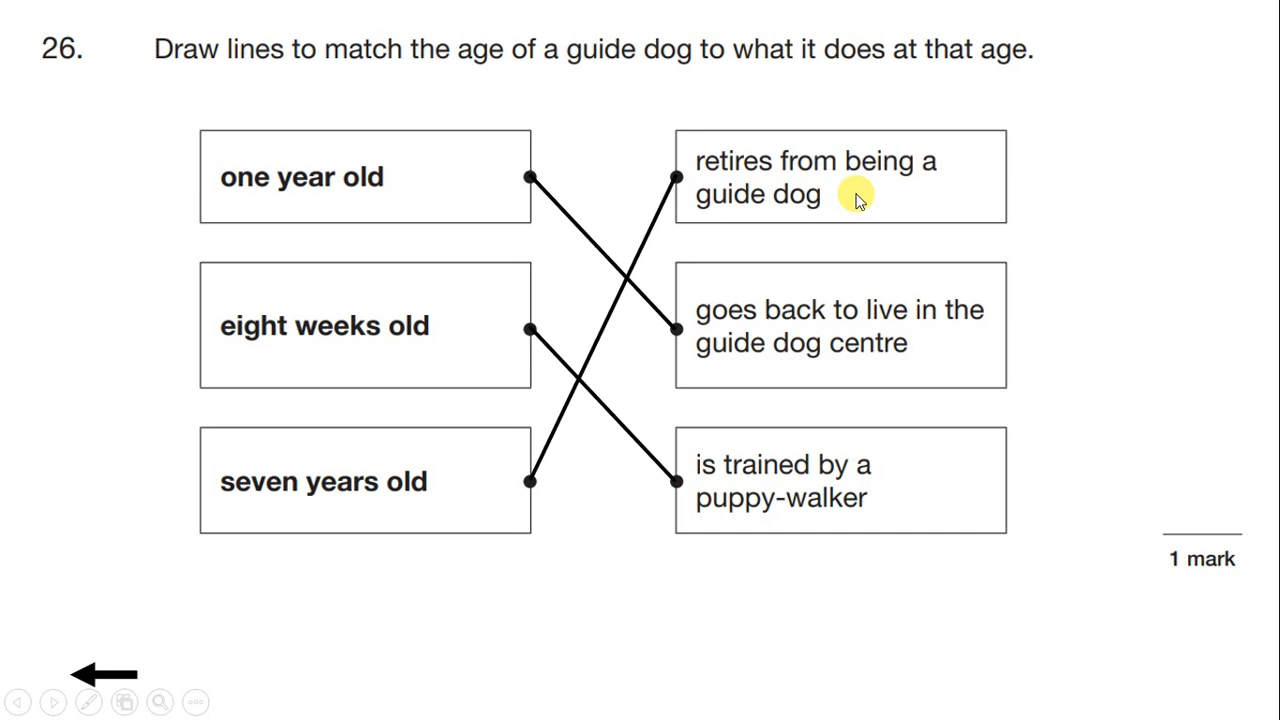 26. Draw lines to match the age of a guide dog to what it does at that age.
one year old
retires from being a
guide dog
eight weeks old
goes back to live in the
guide dog centre
seven years old
is trained by a
puppy-walker
1 mark